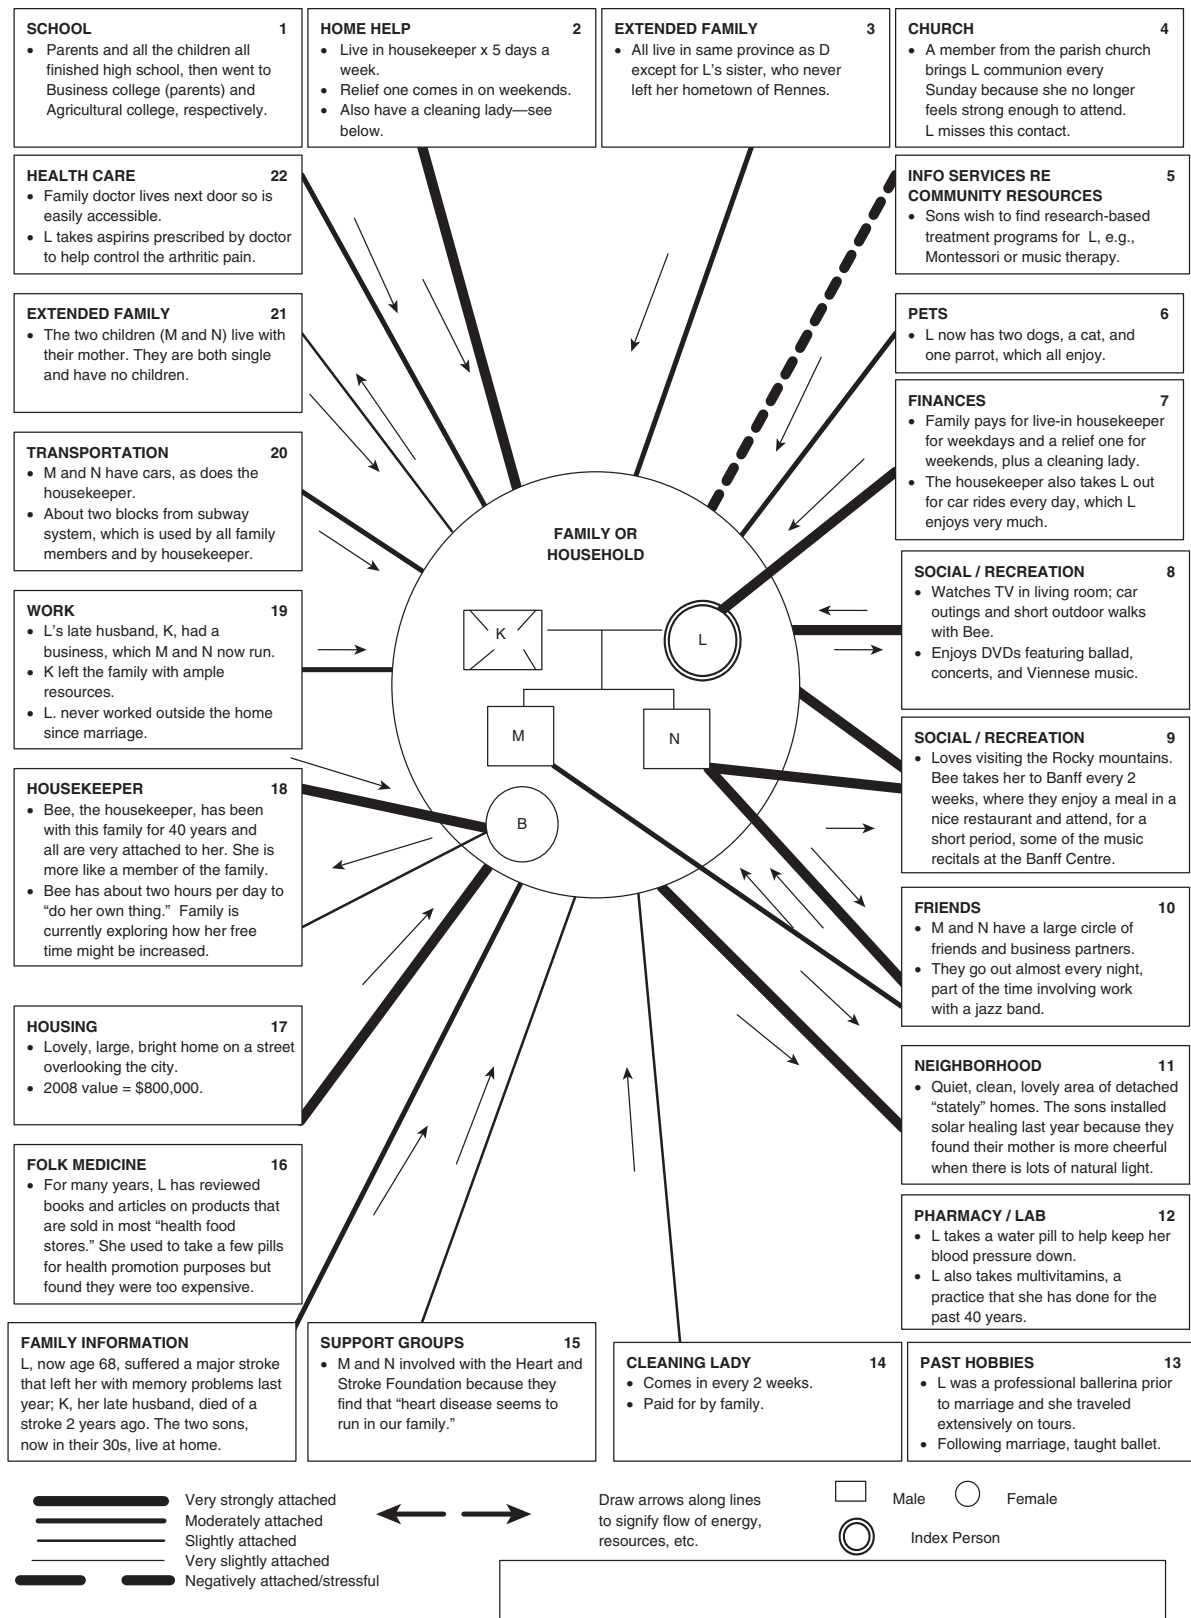 SCHOOL 1
• Parents and all the children all
finished high school, then went to
Business college (parents) and
Agricultural college, respectively.
HOME HELP 2
• Live in housekeeper x 5 days a
week.
• Relief one comes in on weekends.
• Also have a cleaning lady—see
below.
EXTENDED FAMILY 3
• All live in same province as D
except for L's sister, who never
left her hometown of Rennes.
CHURCH 4
• A member from the parish church
brings L communion every
Sunday because she no longer
feels strong enough to attend.
L misses this contact.
HEALTH CARE 22
• Family doctor lives next door so is
easily accessible.
• L takes aspirins prescribed by doctor
to help control the arthritic pain.
INFO SERVICES RE 5
COMMUNITY RESOURCES
• Sons wish to find research-based
treatment programs for L, e.g.,
Montessori or music therapy.
EXTENDED FAMILY 21
• The two children (M and N) live with
their mother. They are both single
and have no children.
PETS 6
• L now has two dogs, a cat, and
one parrot, which all enjoy.
FINANCES 7
• Family pays for live-in housekeeper
for weekdays and a relief one for
weekends, plus a cleaning lady.
• The housekeeper also takes L out
for car rides every day, which L
enjoys very much.
TRANSPORTATION 20
• M and N have cars, as does the
housekeeper.
• About two blocks from subway
system, which is used by all family
members and by housekeeper.
FAMILY OR
HOUSEHOLD
K
L
M
N
B
SOCIAL / RECREATION 8
• Watches TV in living room; car
outings and short outdoor walks
with Bee.
• Enjoys DVDs featuring ballad,
concerts, and Viennese music.
WORK 19
• L's late husband, K, had a
business, which M and N now run.
• K left the family with ample
resources.
• L. never worked outside the home
since marriage.
SOCIAL / RECREATION 9
• Loves visiting the Rocky mountains.
Bee takes her to Banff every 2
weeks, where they enjoy a meal in a
nice restaurant and attend, for a
short period, some of the music
recitals at the Banff Centre.
HOUSEKEEPER 18
• Bee, the housekeeper, has been
with this family for 40 years and
all are very attached to her. She is
more like a member of the family.
• Bee has about two hours per day to
“do her own thing.” Family is
currently exploring how her free
time might be increased.
FRIENDS 10
• M and N have a large circle of
friends and business partners.
• They go out almost every night,
part of the time involving work
with a jazz band.
HOUSING 17
• Lovely, large, bright home on a street
overlooking the city.
• 2008 value = $800,000.
NEIGHBORHOOD 11
• Quiet, clean, lovely area of detached
“stately” homes. The sons installed
solar healing last year because they
found their mother is more cheerful
when there is lots of natural light.
FOLK MEDICINE 16
• For many years, L has reviewed
books and articles on products that
are sold in most “health food
stores.” She used to take a few pills
for health promotion purposes but
found they were too expensive.
PHARMACY / LAB 12
• L takes a water pill to help keep her
blood pressure down.
• L also takes multivitamins, a
practice that she has done for the
past 40 years.
FAMILY INFORMATION
L, now age 68, suffered a major stroke
that left her with memory problems last
year; K, her late husband, died of a
stroke 2 years ago. The two sons,
now in their 30s, live at home.
SUPPORT GROUPS 15
• M and N involved with the Heart and
Stroke Foundation because they
find that “heart disease seems to
run in our family.”
CLEANING LADY 14
• Comes in every 2 weeks.
• Paid for by family.
PAST HOBBIES 13
• L was a professional ballerina prior
to marriage and she traveled
extensively on tours.
• Following marriage, taught ballet.
Very strongly attached
Moderately attached
Slightly attached
Very slightly attached
Negatively attached/stressful
Draw arrows along lines
to signify flow of energy,
resources, etc.
Male
Female
Index Person